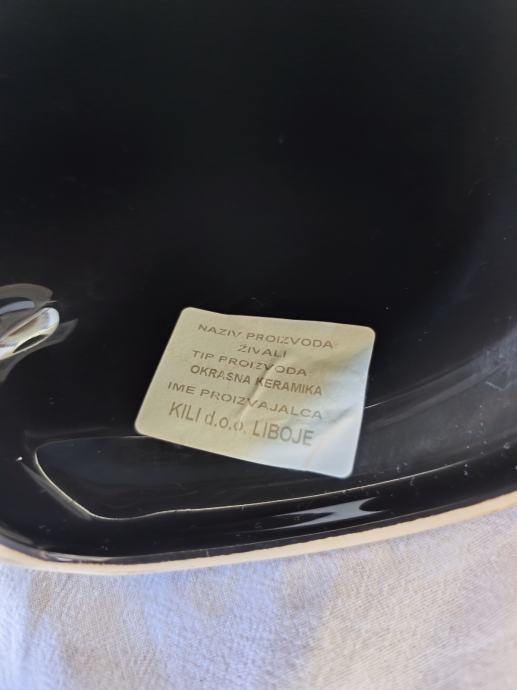 NAZIV PROIZVODA:
ŽIVALI
TIP PROIZVODA:
OKRASNA KERAMIKA
IME PROIZVAJALCA
KILI d.o.o. LIBOJE